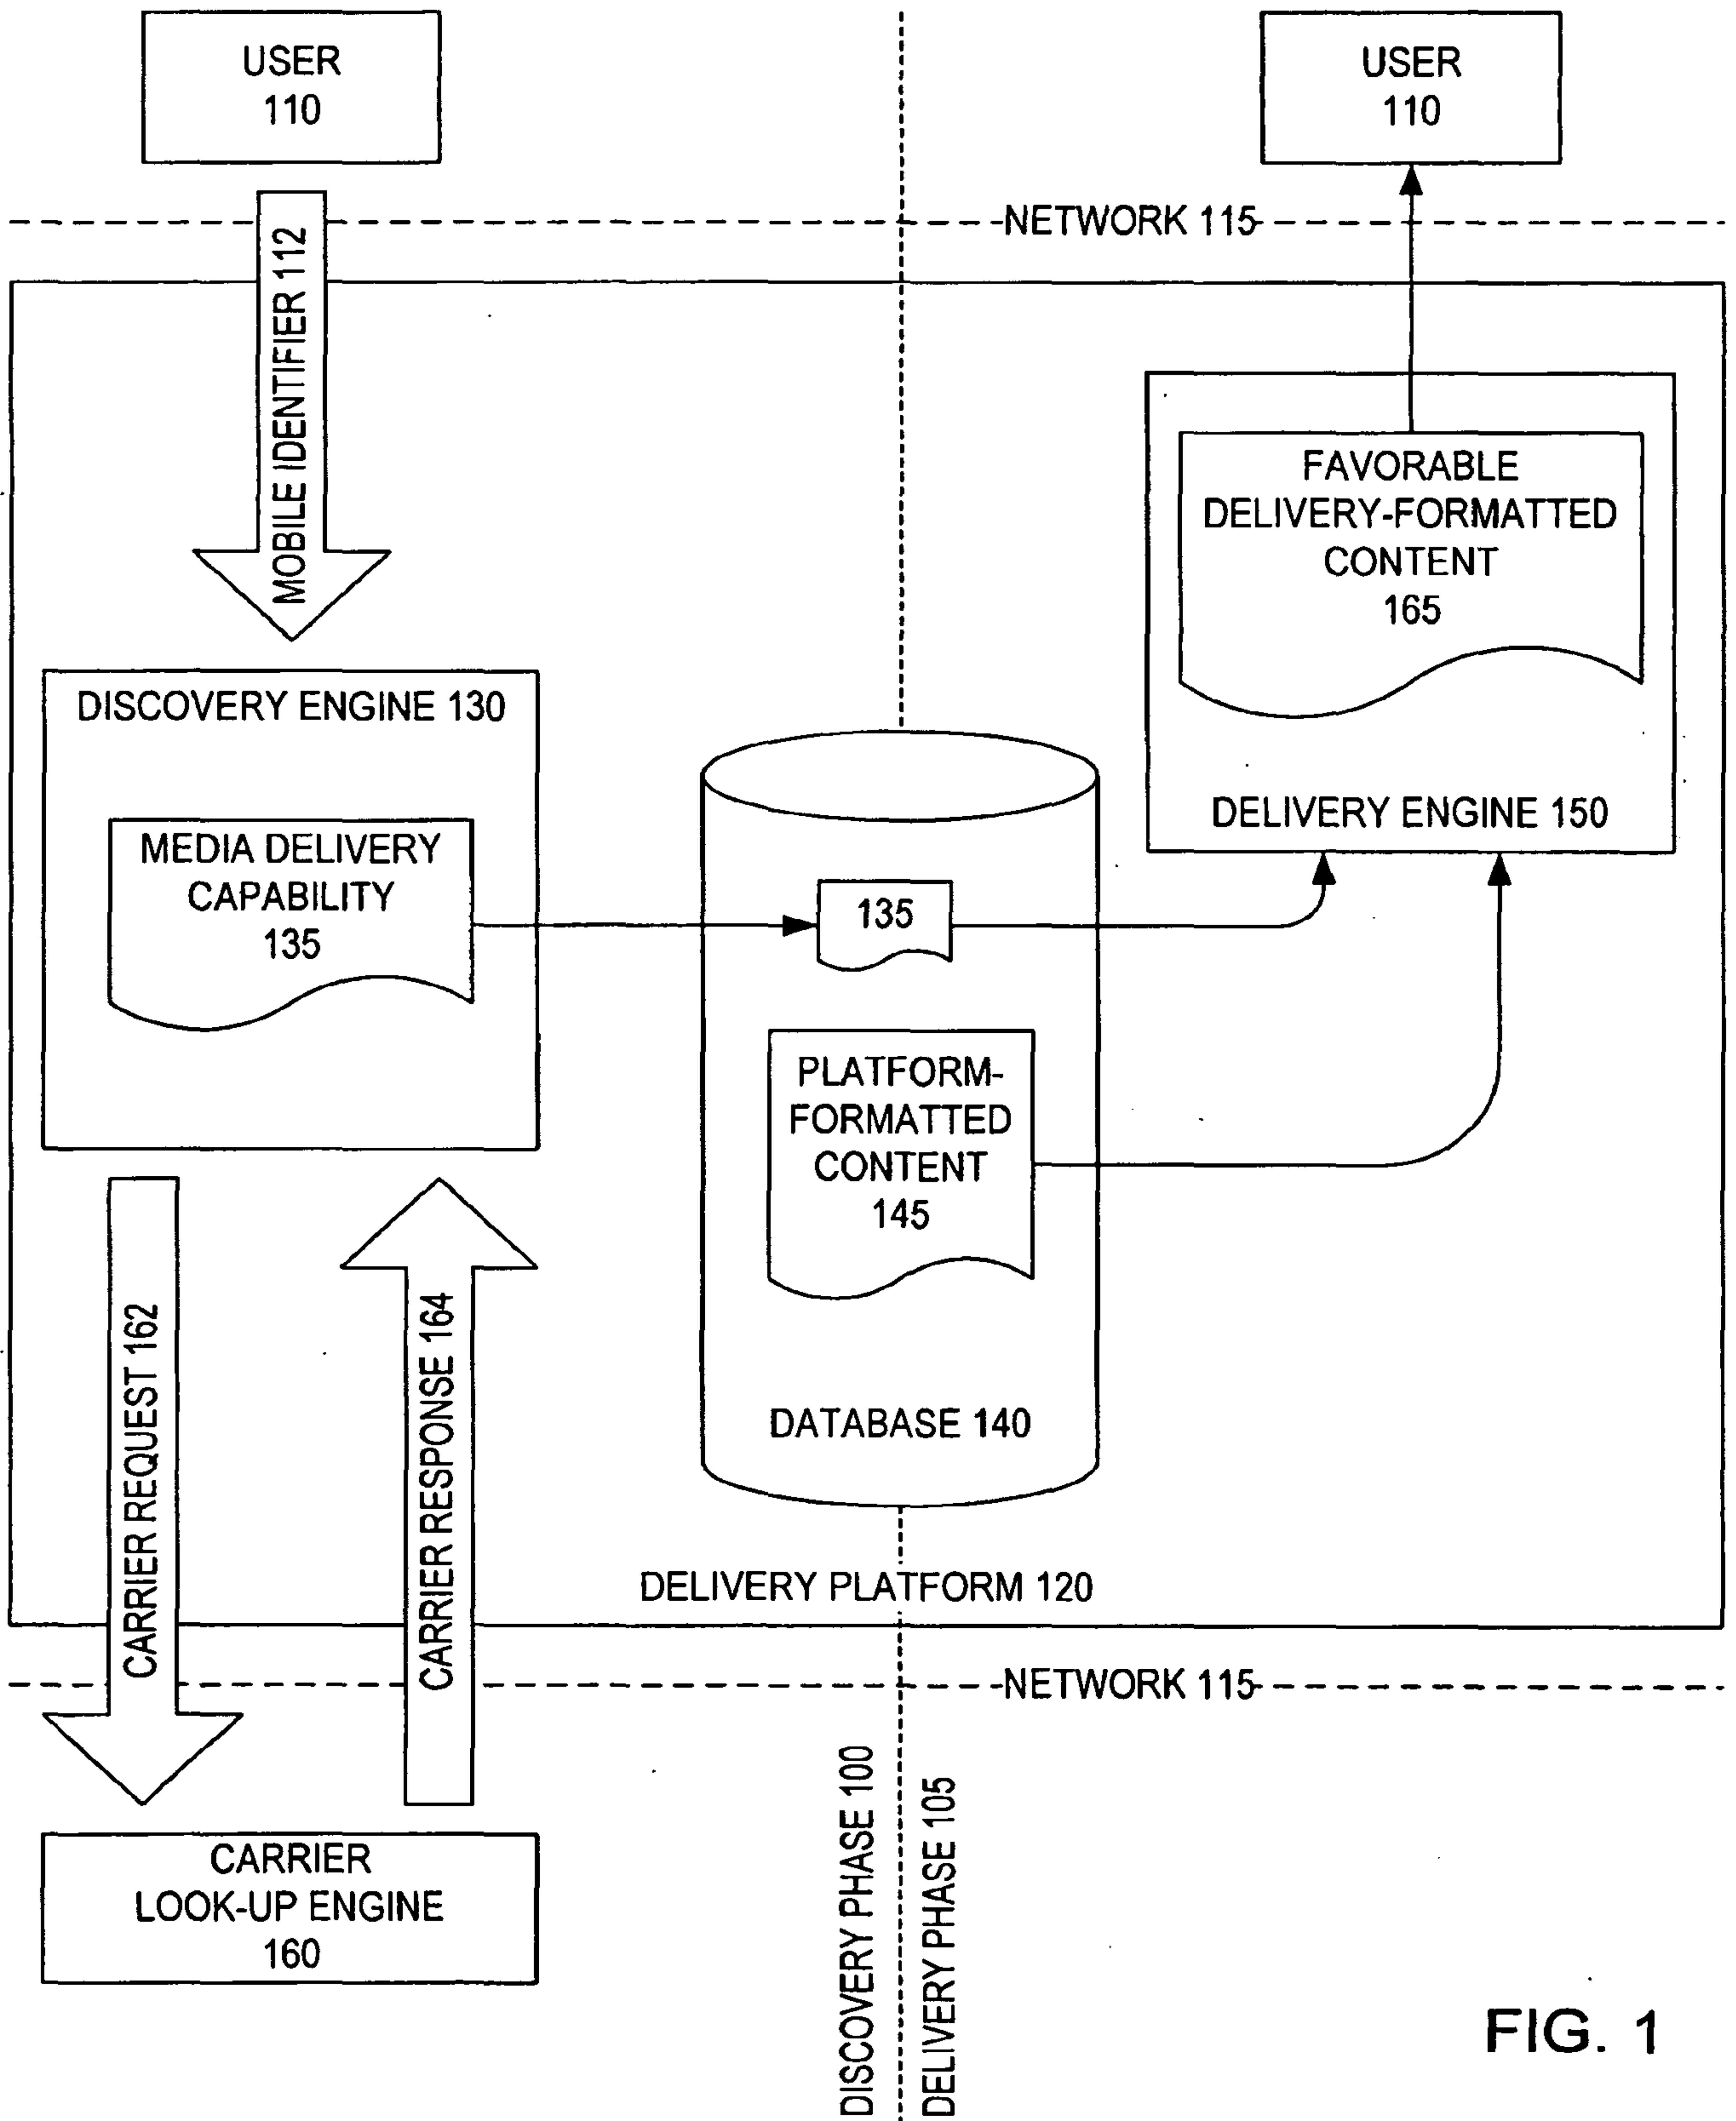 USER
110
USER
110
NETWORK 115
MOBILE IDENTIFIER 112
FAVORABLE
DELIVERY-FORMATTED
CONTENT
165
DELIVERY ENGINE 150
DISCOVERY ENGINE 130
MEDIA DELIVERY
CAPABILITY
135
135
PLATFORM-
FORMATTED
CONTENT
145
DATABASE 140
CARRIER REQUEST 162
CARRIER RESPONSE 164
DELIVERY PLATFORM 120
NETWORK 115
CARRIER
LOOK-UP ENGINE
160
DISCOVERY PHASE 100
DELIVERY PHASE 105
FIG. 1